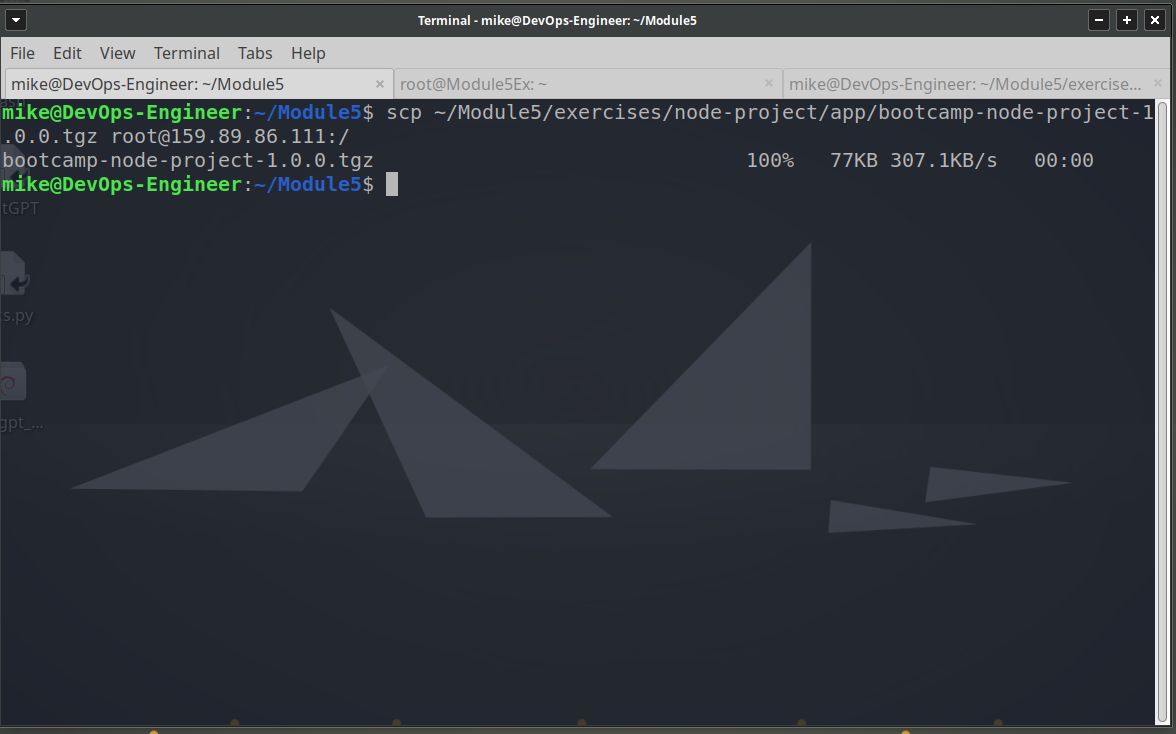 Terminal - mike@DevOps-Engineer: ~/Module5
File Edit View Terminal Tabs Help
mike@DevOps-Engineer: ~/Module5 × root@Module5Ex: ~ × mike@DevOps-Engineer: ~/Module5/exercise... ×
mike@DevOps-Engineer:~/Module5$ scp ~/Module5/exercises/node-project/app/bootcamp-node-project-1
.0.0.tgz root@159.89.86.111:/
bootcamp-node-project-1.0.0.tgz 100% 77KB 307.1KB/s 00:00
mike@DevOps-Engineer:~/Module5$
tGPT
s.py
gpt_...